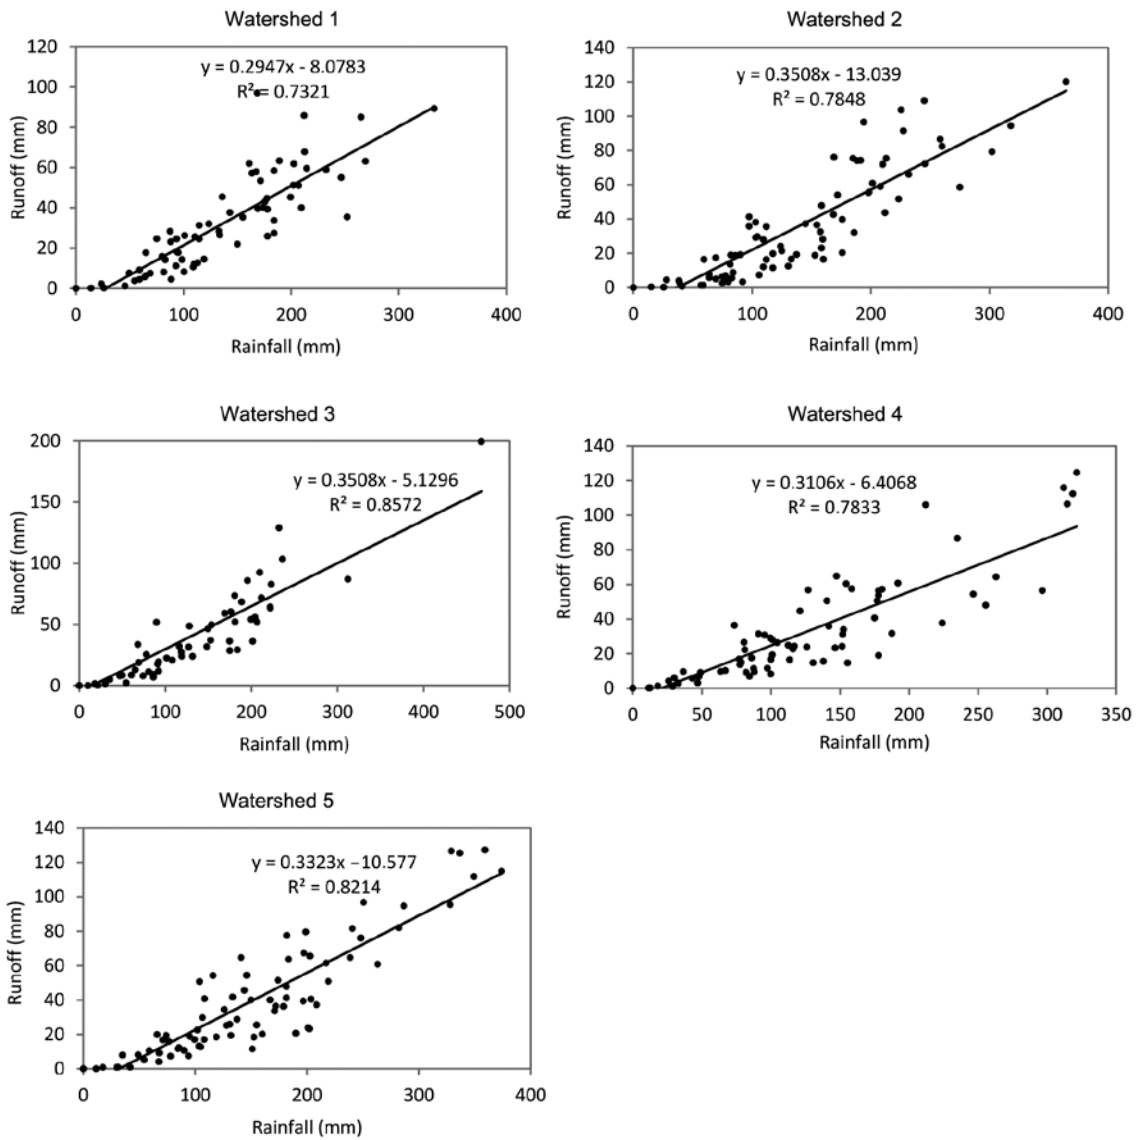 Watershed 1
120
100
80
60
40
20
0
Runoff (mm)
y = 0.2947x - 8.0783
R² = 0.7321
0 100 200 300 400
Rainfall (mm)
Watershed 2
140
120
100
80
60
40
20
0
Runoff (mm)
y = 0.3508x - 13.039
R² = 0.7848
0 100 200 300 400
Rainfall (mm)
Watershed 3
200
150
100
50
0
Runoff (mm)
y = 0.3508x - 5.1296
R² = 0.8572
0 100 200 300 400 500
Rainfall (mm)
Watershed 4
140
120
100
80
60
40
20
0
Runoff (mm)
y = 0.3106x - 6.4068
R² = 0.7833
0 50 100 150 200 250 300 350
Rainfall (mm)
Watershed 5
140
120
100
80
60
40
20
0
Runoff (mm)
y = 0.3323x −10.577
R² = 0.8214
0 100 200 300 400
Rainfall (mm)